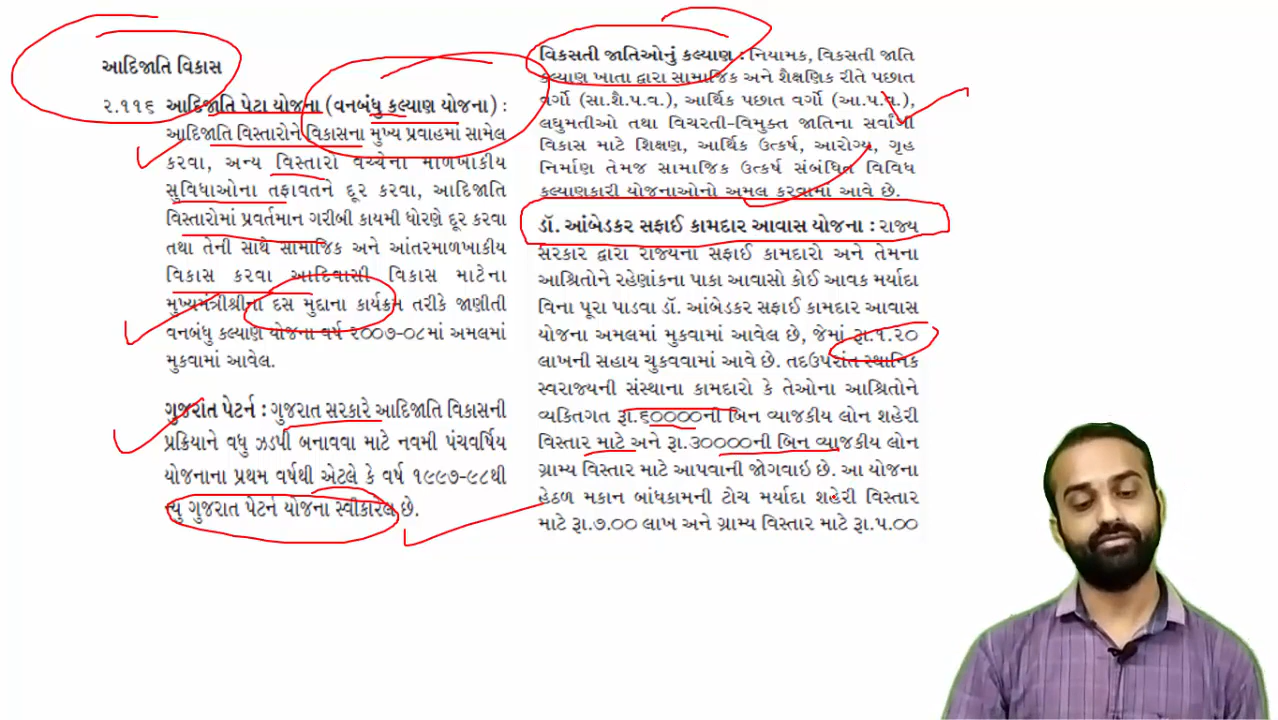 આદિજાતિ વિકાસ
૨.૧૧૬ આદિજાતિ પેટા યોજના (વનબંધુ કલ્યાણ યોજના) :
આદિજાતિ વિસ્તારોને વિકાસના મુખ્ય પ્રવાહમાં સામેલ
કરવા, અન્ય વિસ્તારો વચ્ચેના માળખાકીય
સુવિધાઓના તફાવતને દૂર કરવા, આદિજાતિ
વિસ્તારોમાં પ્રવર્તમાન ગરીબી કાયમી ધોરણે દૂર કરવા
તથા તેની સાથે સામાજિક અને આંતરમાળખાકીય
વિકાસ કરવા આદિવાસી વિકાસ માટેના
મુખ્યમંત્રીશ્રીના દસ મુદ્દાના કાર્યક્રમ તરીકે જાણીતી
વનબંધુ કલ્યાણ યોજના વર્ષ ૨૦૦૭-૦૮માં અમલમાં
મુકવામાં આવેલ.
ગુજરાત પેટર્ન : ગુજરાત સરકારે આદિજાતિ વિકાસની
પ્રક્રિયાને વધુ ઝડપી બનાવવા માટે નવમી પંચવર્ષિય
યોજનાના પ્રથમ વર્ષથી એટલે કે વર્ષ ૧૯૯૭-૯૮થી
ન્યુ ગુજરાત પેટર્ન યોજના સ્વીકારેલ છે.
વિકસતી જાતિઓનું કલ્યાણ : નિયામક, વિકસતી જાતિ
કલ્યાણ ખાતા દ્વારા સામાજિક અને શૈક્ષણિક રીતે પછાત
વર્ગો (સા.શૈ.પ.વ.), આર્થિક પછાત વર્ગો (આ.પ.વ.),
લઘુમતીઓ તથા વિચરતી-વિમુક્ત જાતિના સર્વાંગી
વિકાસ માટે શિક્ષણ, આર્થિક ઉત્કર્ષ, આરોગ્ય, ગૃહ
નિર્માણ તેમજ સામાજિક ઉત્કર્ષ સંબંધિત વિવિધ
કલ્યાણકારી યોજનાઓનો અમલ કરવામાં આવે છે.
ડૉ. આંબેડકર સફાઈ કામદાર આવાસ યોજના : રાજ્ય
સરકાર દ્વારા રાજ્યના સફાઈ કામદારો અને તેમના
આશ્રિતોને રહેણાંકના પાકા આવાસો કોઈ આવક મર્યાદા
વિના પૂરા પાડવા ડૉ. આંબેડકર સફાઈ કામદાર આવાસ
યોજના અમલમાં મુકવામાં આવેલ છે, જેમાં રૂા.૧.૨૦
લાખની સહાય ચુકવવામાં આવે છે. તદઉપરાંત સ્થાનિક
સ્વરાજ્યની સંસ્થાના કામદારો કે તેઓના આશ્રિતોને
વ્યક્તિગત રૂા.૬૦૦૦૦ની બિન વ્યાજકીય લોન શહેરી
વિસ્તાર માટે અને રૂા.૩૦૦૦૦ની બિન વ્યાજકીય લોન
ગ્રામ્ય વિસ્તાર માટે આપવાની જોગવાઇ છે. આ યોજના
હેઠળ મકાન બાંધકામની ટોચ મર્યાદા શહેરી વિસ્તાર
માટે રૂા.૭.૦૦ લાખ અને ગ્રામ્ય વિસ્તાર માટે રૂા.૫.૦૦